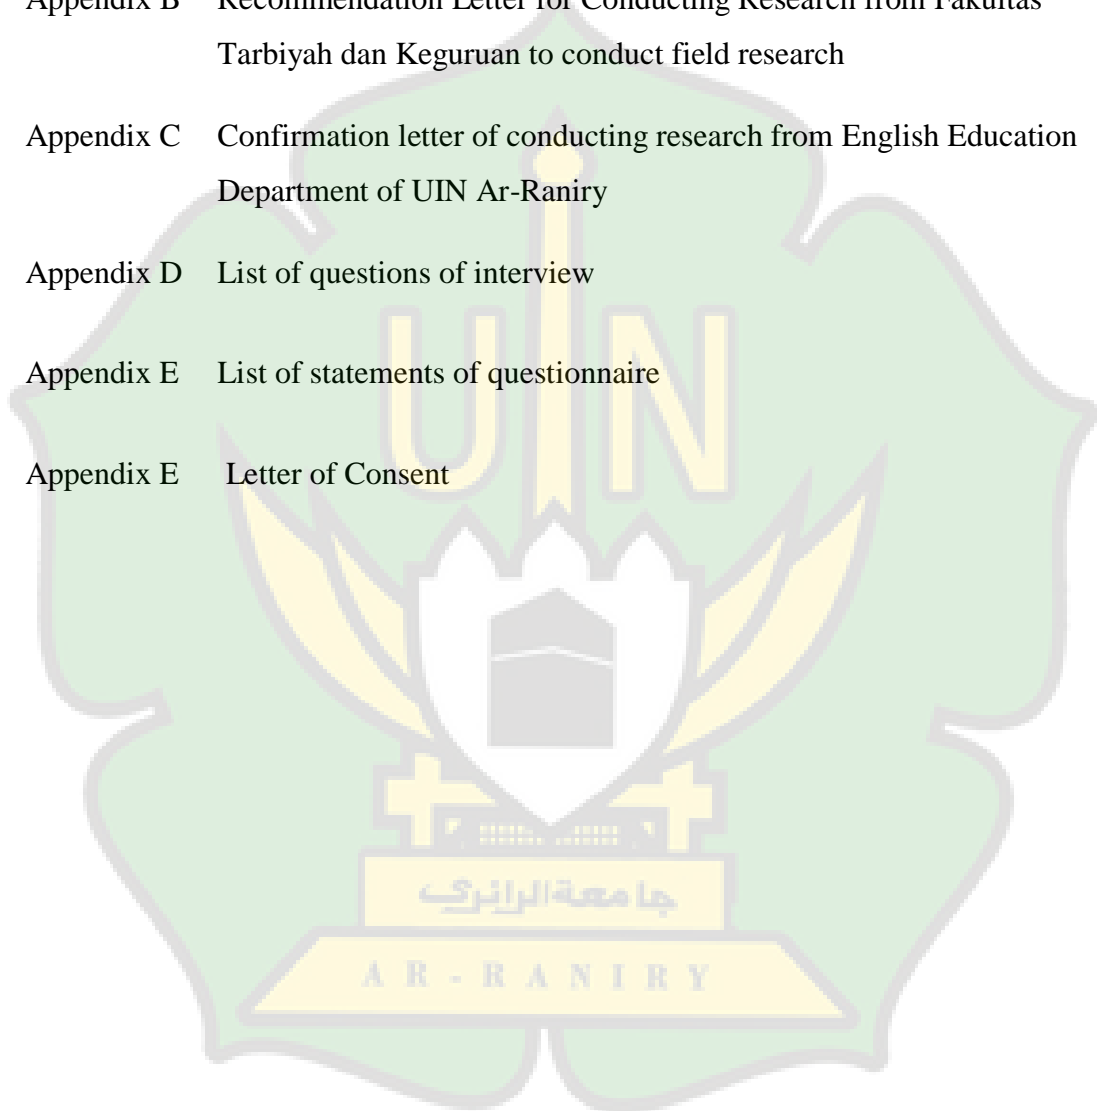 Appendix B Recommendation Letter for Conducting Research from Fakultas
Tarbiyah dan Keguruan to conduct field research
Appendix C Confirmation letter of conducting research from English Education
Department of UIN Ar-Raniry
Appendix D List of questions of interview
Appendix E List of statements of questionnaire
Appendix E Letter of Consent
UIN
جامعة الرانري
AR-RANIRY